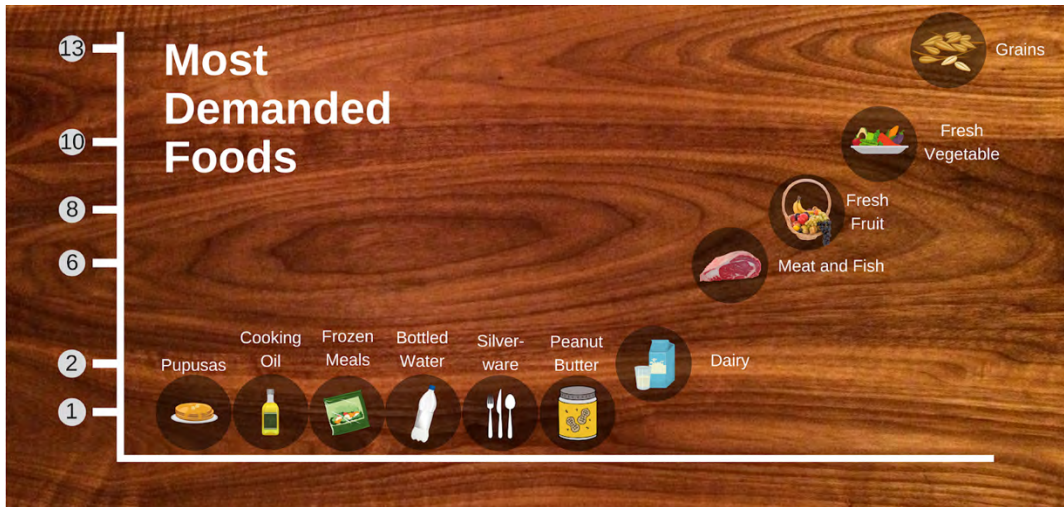 Most
Demanded
Foods
13
10
8
6
2
1
Grains
Fresh
Vegetable
Fresh
Fruit
Meat and Fish
Dairy
Pupusas
Cooking
Oil
Frozen
Meals
Bottled
Water
Silver-
ware
Peanut
Butter